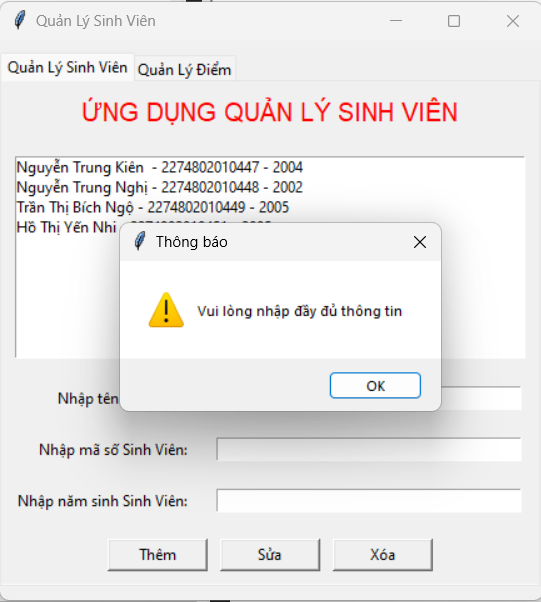 Quản Lý Sinh Viên
Quản Lý Sinh Viên Quản Lý Điểm
ỨNG DỤNG QUẢN LÝ SINH VIÊN
Nguyễn Trung Kiên - 2274802010447 - 2004
Nguyễn Trung Nghị - 2274802010448 - 2002
Trần Thị Bích Ngộ - 2274802010449 - 2005
Hồ Thị Yến Nhi
Thông báo
Vui lòng nhập đầy đủ thông tin
OK
Nhập tên
Nhập mã số Sinh Viên:
Nhập năm sinh Sinh Viên:
Thêm Sửa Xóa